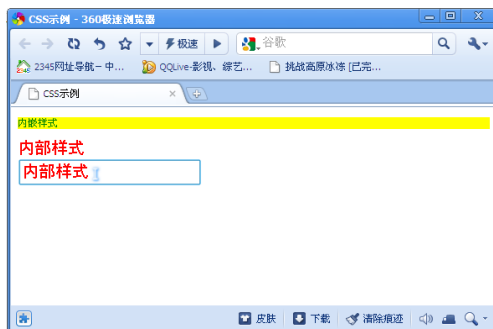 CSS示例 - 360极速浏览器
极速
谷歌
2345网址导航－中... QQLive-影视、综艺... 挑战高原冰冻 [已完...
CSS示例
内嵌样式
内部样式
内部样式
皮肤 下载 清除痕迹